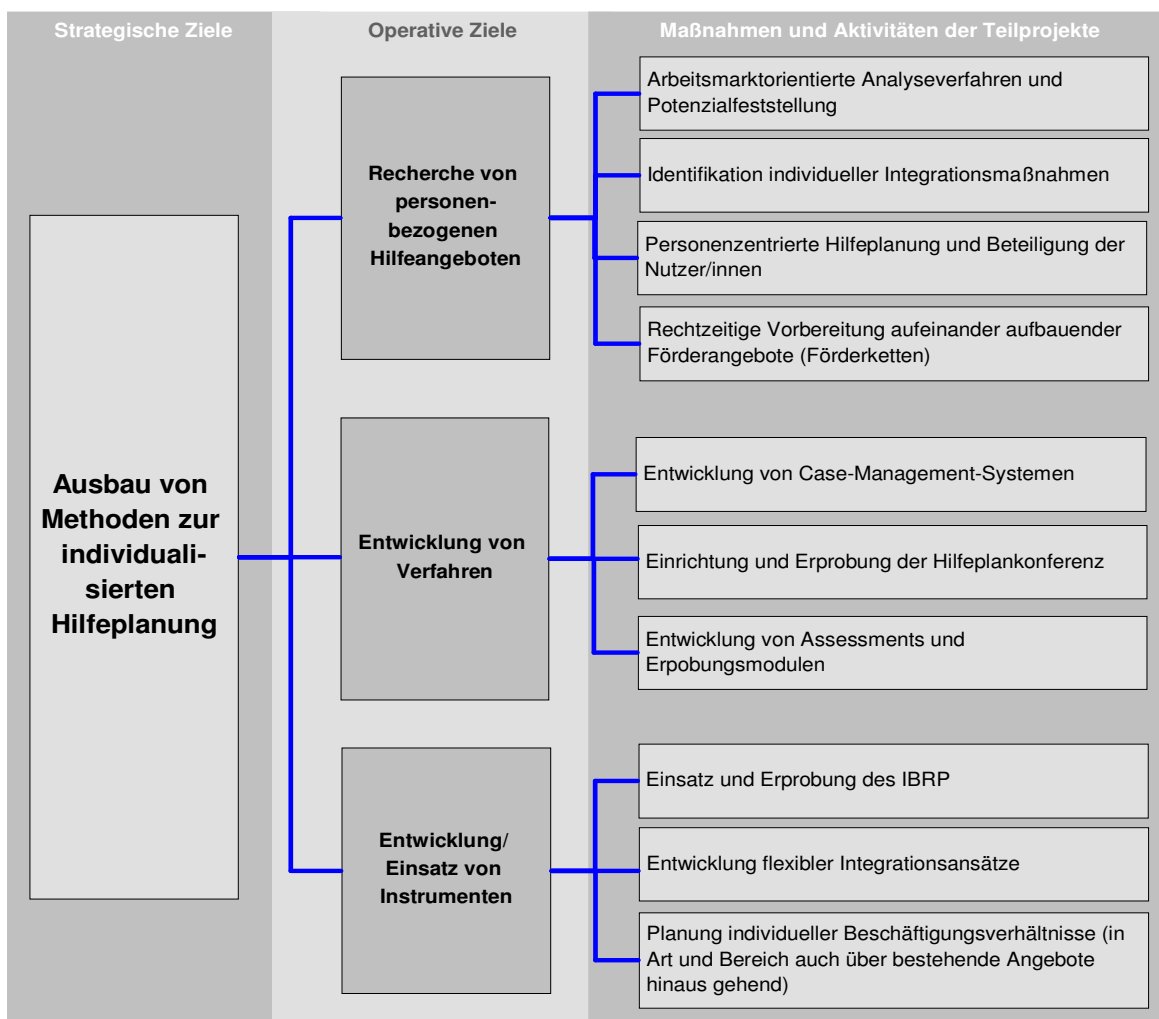 Strategische Ziele
Operative Ziele
Maßnahmen und Aktivitäten der Teilprojekte
Ausbau von
Methoden zur
individuali-
sierten
Hilfeplanung
Recherche von
personen-
bezogenen
Hilfeangeboten
Arbeitsmarktorientierte Analyseverfahren und
Potenzialfeststellung
Identifikation individueller Integrationsmaßnahmen
Personenzentrierte Hilfeplanung und Beteiligung der
Nutzer/innen
Rechtzeitige Vorbereitung aufeinander aufbauender
Förderangebote (Förderketten)
Entwicklung von
Verfahren
Entwicklung von Case-Management-Systemen
Einrichtung und Erprobung der Hilfeplankonferenz
Entwicklung von Assessments und
Erpobungsmodulen
Entwicklung/
Einsatz von
Instrumenten
Einsatz und Erprobung des IBRP
Entwicklung flexibler Integrationsansätze
Planung individueller Beschäftigungsverhältnisse (in
Art und Bereich auch über bestehende Angebote
hinaus gehend)